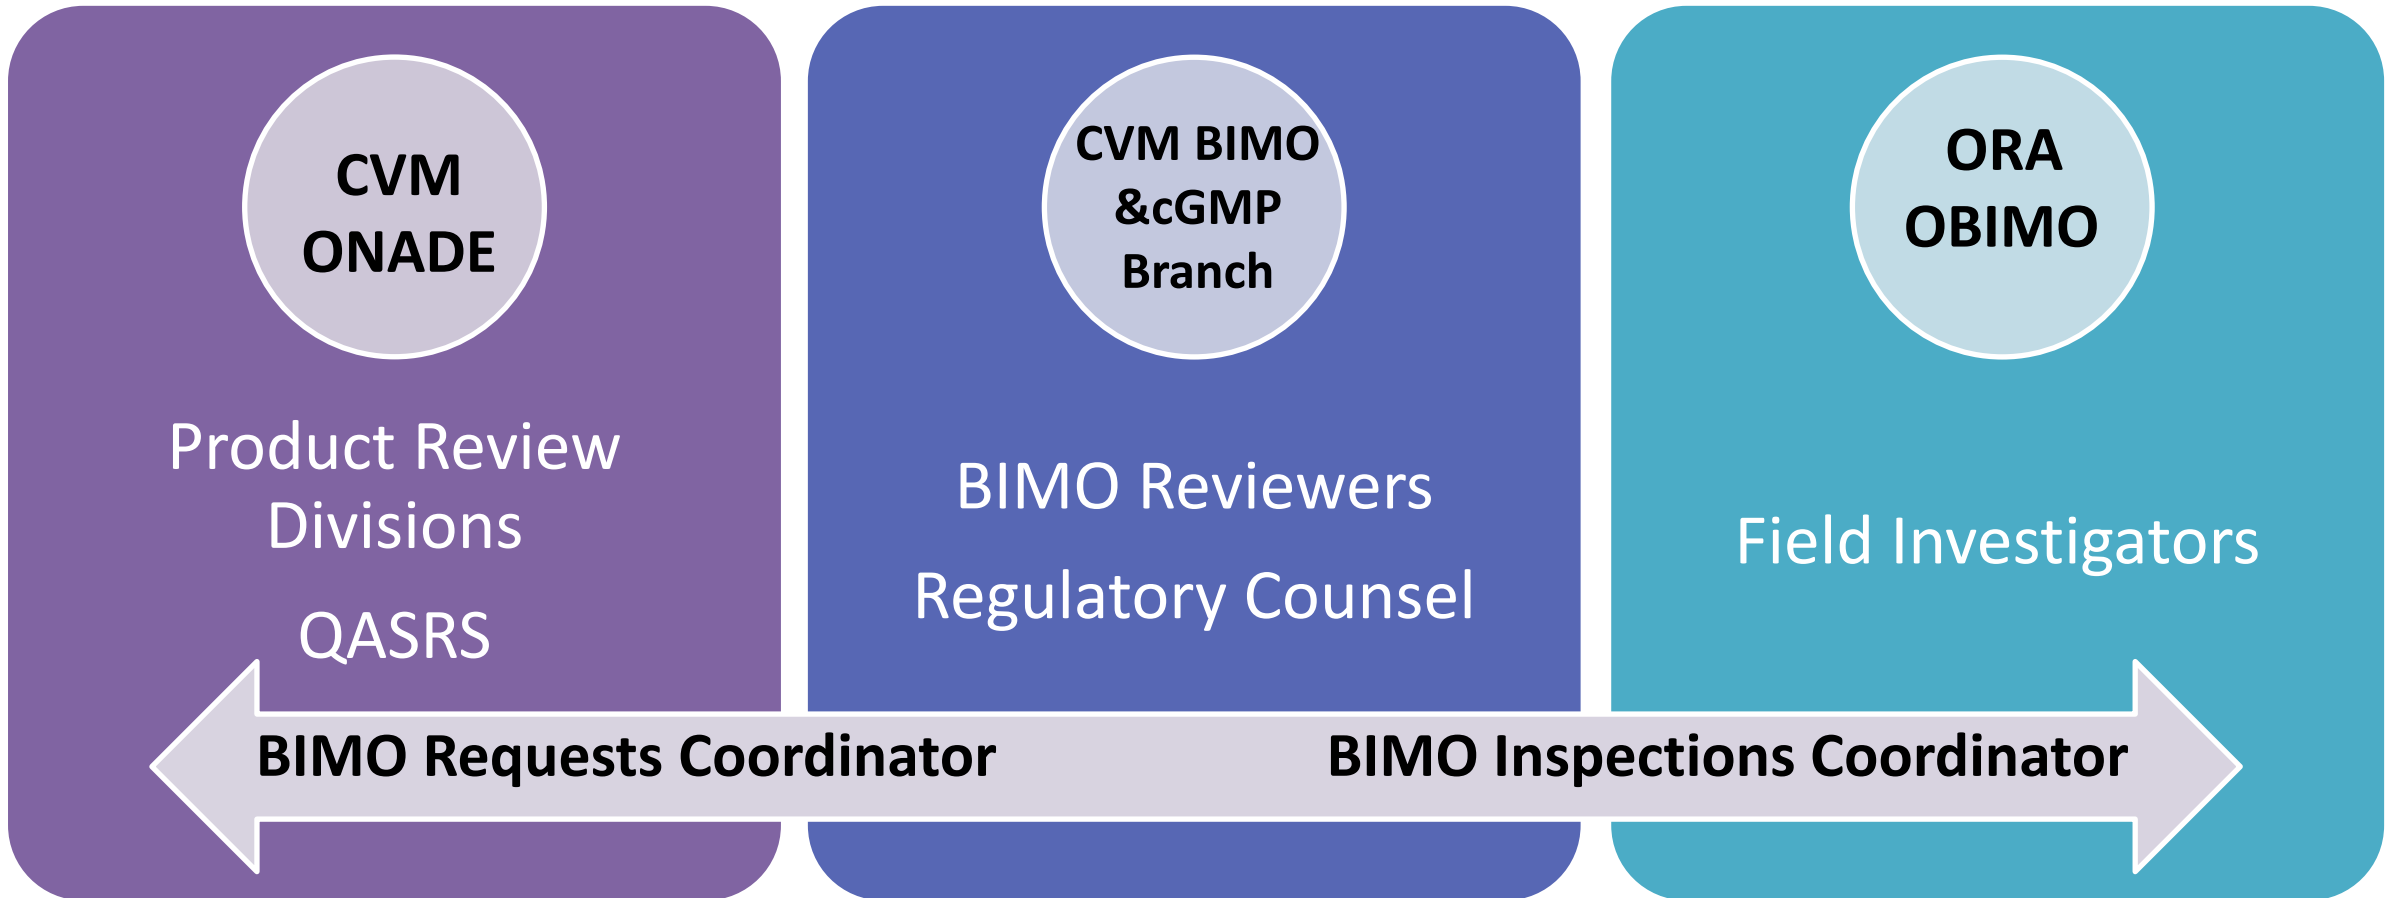 CVM
ONADE
Product Review
Divisions
QASRS
CVM BIMO
&cGMP
Branch
BIMO Reviewers
Regulatory Counsel
ORA
OBIMO
Field Investigators
BIMO Requests Coordinator
BIMO Inspections Coordinator